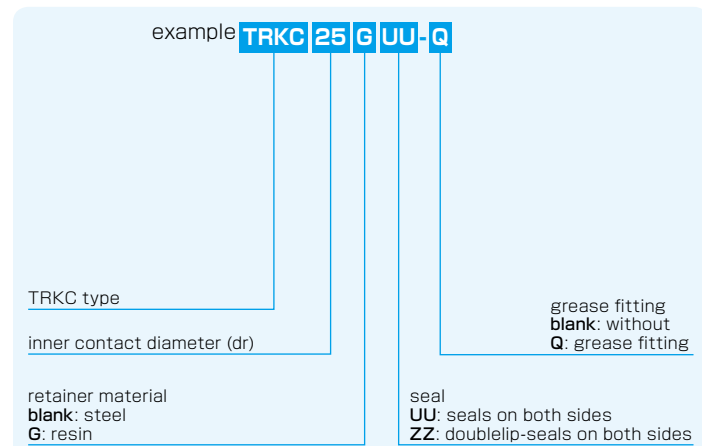 example TRKC 25 G UU - Q
TRKC type
inner contact diameter (dr)
retainer material
blank: steel
G: resin
grease fitting
blank: without
Q: grease fitting
seal
UU: seals on both sides
ZZ: doublelip-seals on both sides